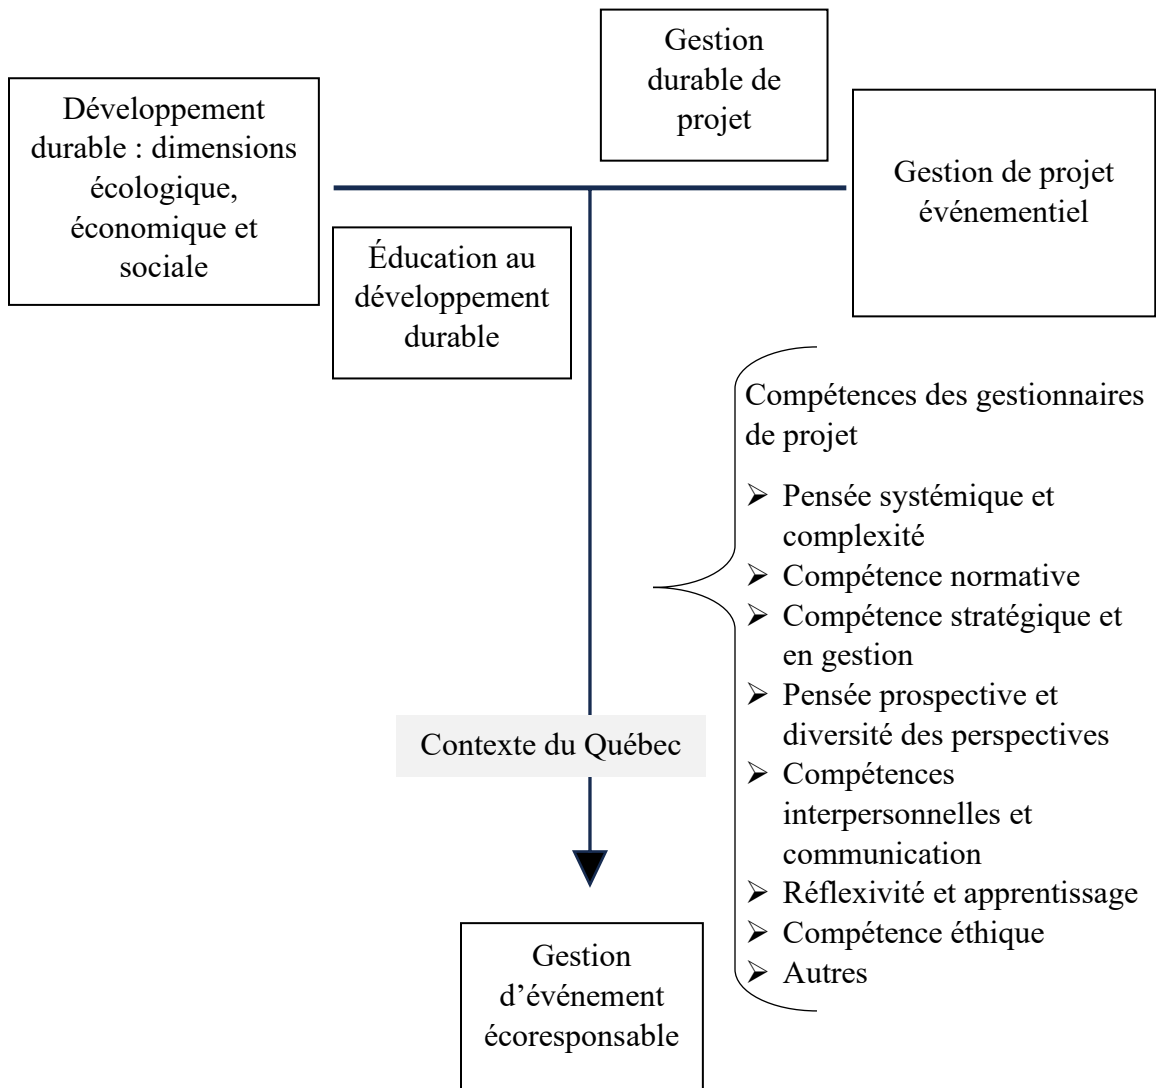 Gestion
durable de
projet
Développement
durable : dimensions
écologique,
économique et
sociale
Gestion de projet
événementiel
Éducation au
développement
durable
Compétences des gestionnaires
de projet
➢ Pensée systémique et
complexité
➢ Compétence normative
➢ Compétence stratégique et
en gestion
➢ Pensée prospective et
diversité des perspectives
➢ Compétences
interpersonnelles et
communication
➢ Réflexivité et apprentissage
➢ Compétence éthique
➢ Autres
Contexte du Québec
Gestion
d’événement
écoresponsable